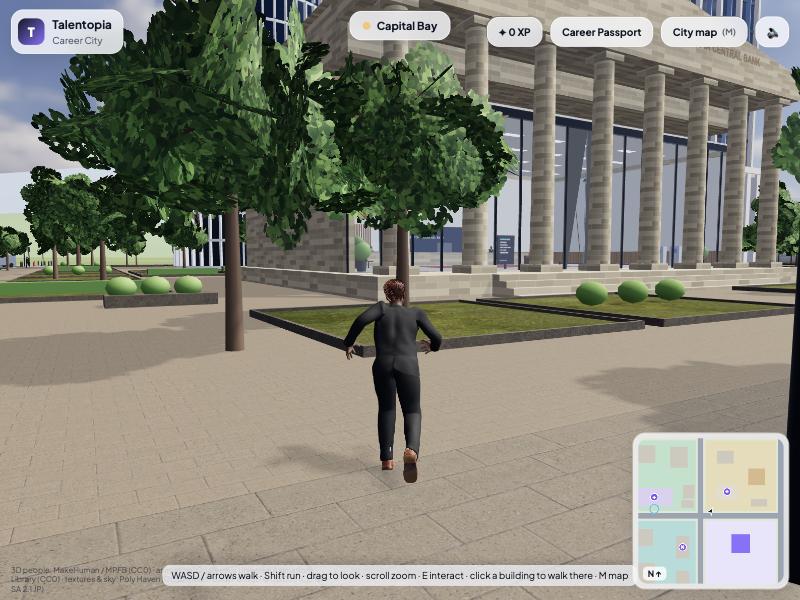 T
Talentopia
Career City
Capital Bay
✦ 0 XP
Career Passport
City map (M)
CENTRAL BANK
3D people: MakeHuman / MPFB (CC0) ·
Library (CC0) · textures & sky: Poly Haven
SA 2.1 JP)
WASD / arrows walk · Shift run · drag to look · scroll zoom · E interact · click a building to walk there · M map
N ↑